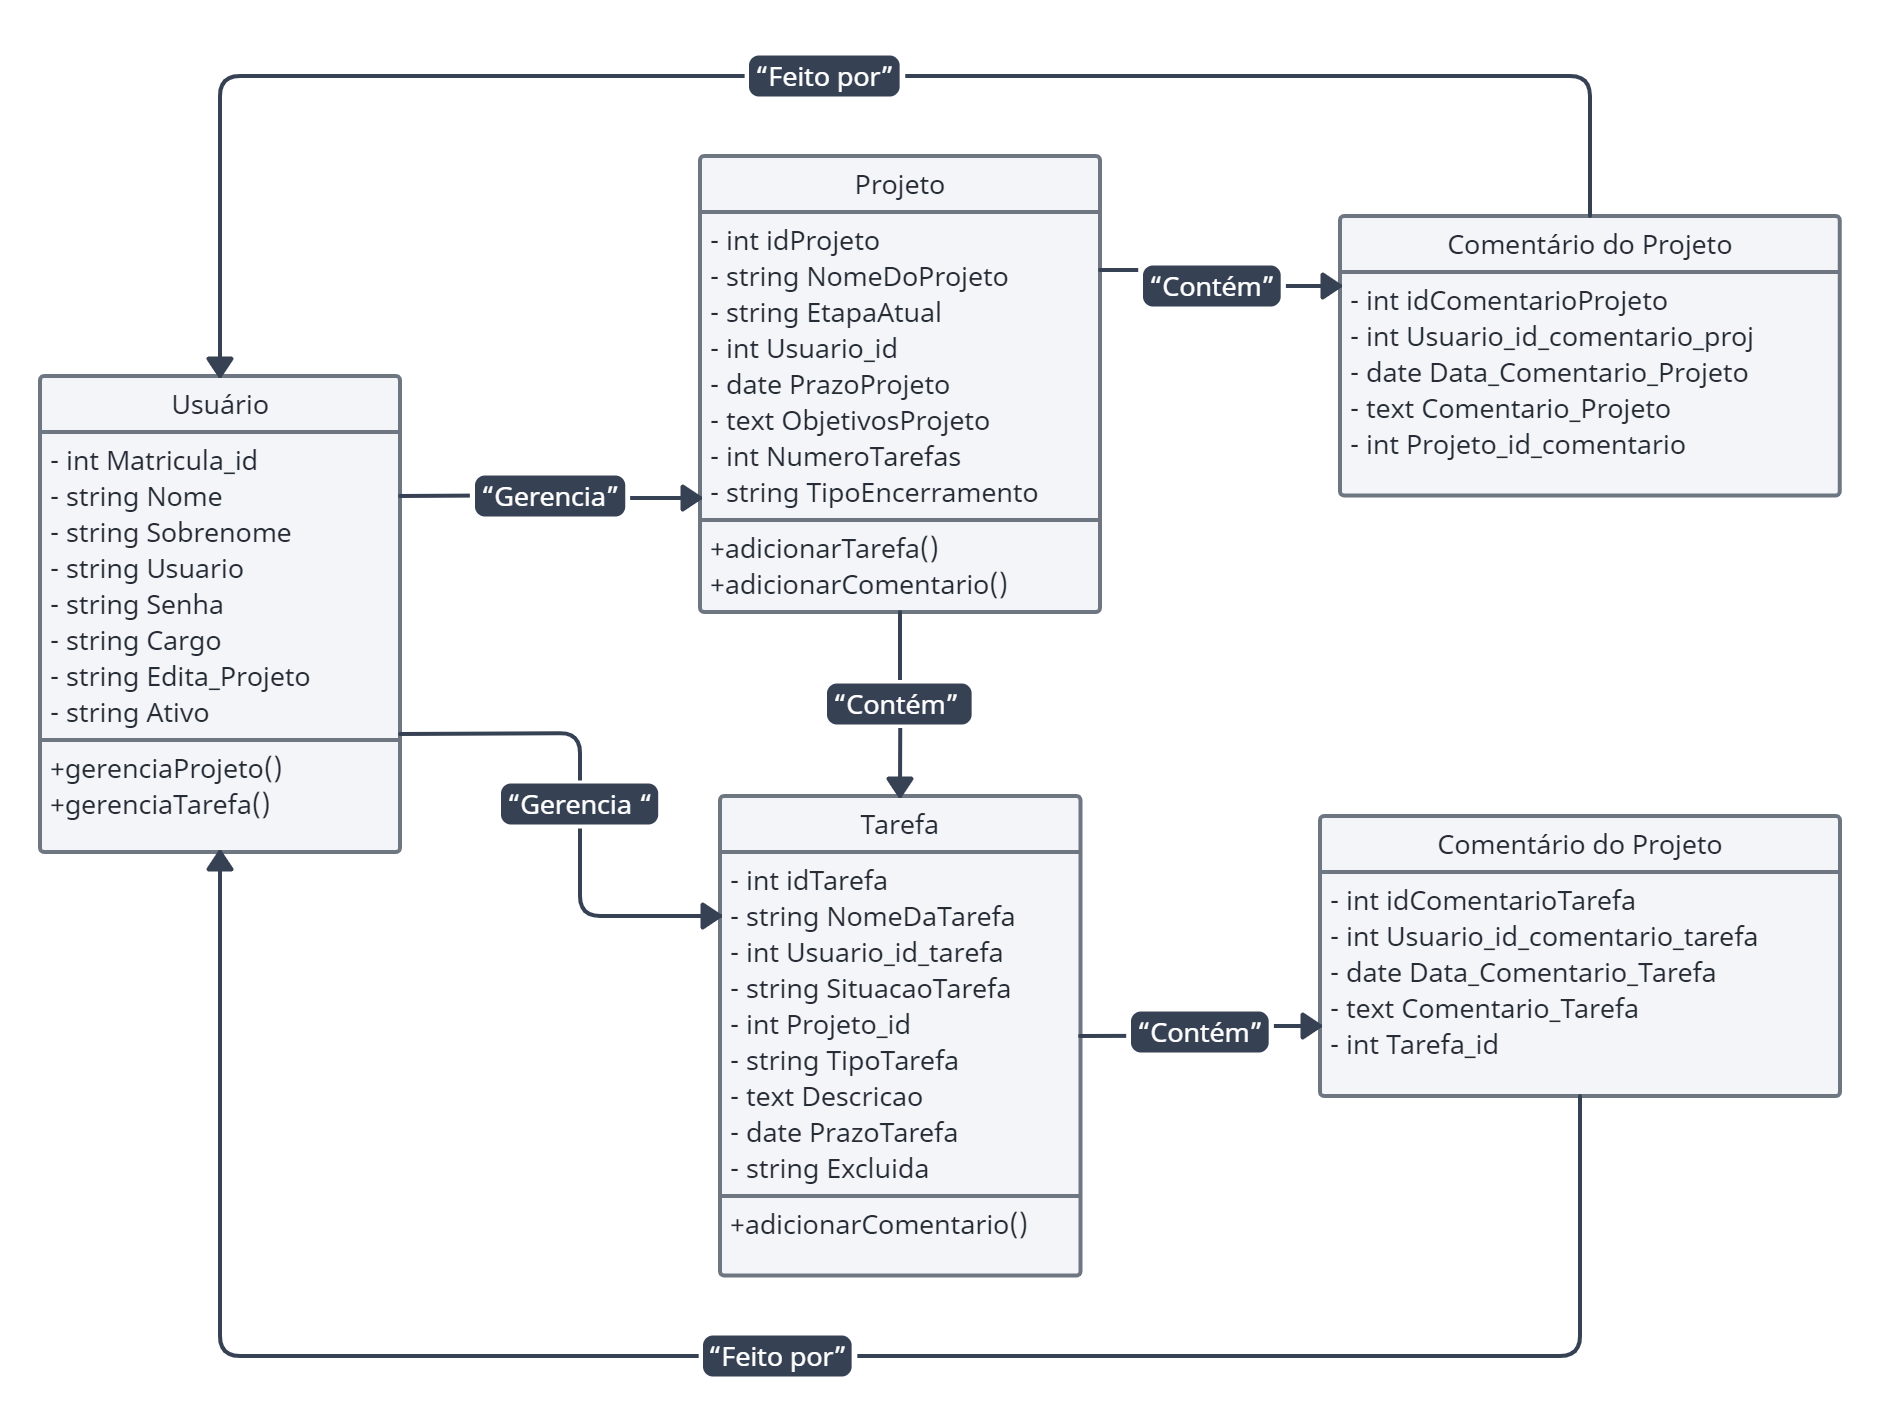 “Feito por”
Projeto
- int idProjeto
- string NomeDoProjeto
- string EtapaAtual
- int Usuario_id
- date PrazoProjeto
- text ObjetivosProjeto
- int NumeroTarefas
- string TipoEncerramento
+adicionarTarefa()
+adicionarComentario()
“Contém”
Comentário do Projeto
- int idComentarioProjeto
- int Usuario_id_comentario_proj
- date Data_Comentario_Projeto
- text Comentario_Projeto
- int Projeto_id_comentario
Usuário
- int Matricula_id
- string Nome
- string Sobrenome
- string Usuario
- string Senha
- string Cargo
- string Edita_Projeto
- string Ativo
+gerenciaProjeto()
+gerenciaTarefa()
“Gerencia”
“Contém”
“Gerencia “
Tarefa
- int idTarefa
- string NomeDaTarefa
- int Usuario_id_tarefa
- string SituacaoTarefa
- int Projeto_id
- string TipoTarefa
- text Descricao
- date PrazoTarefa
- string Excluida
+adicionarComentario()
“Contém”
Comentário do Projeto
- int idComentarioTarefa
- int Usuario_id_comentario_tarefa
- date Data_Comentario_Tarefa
- text Comentario_Tarefa
- int Tarefa_id
“Feito por”